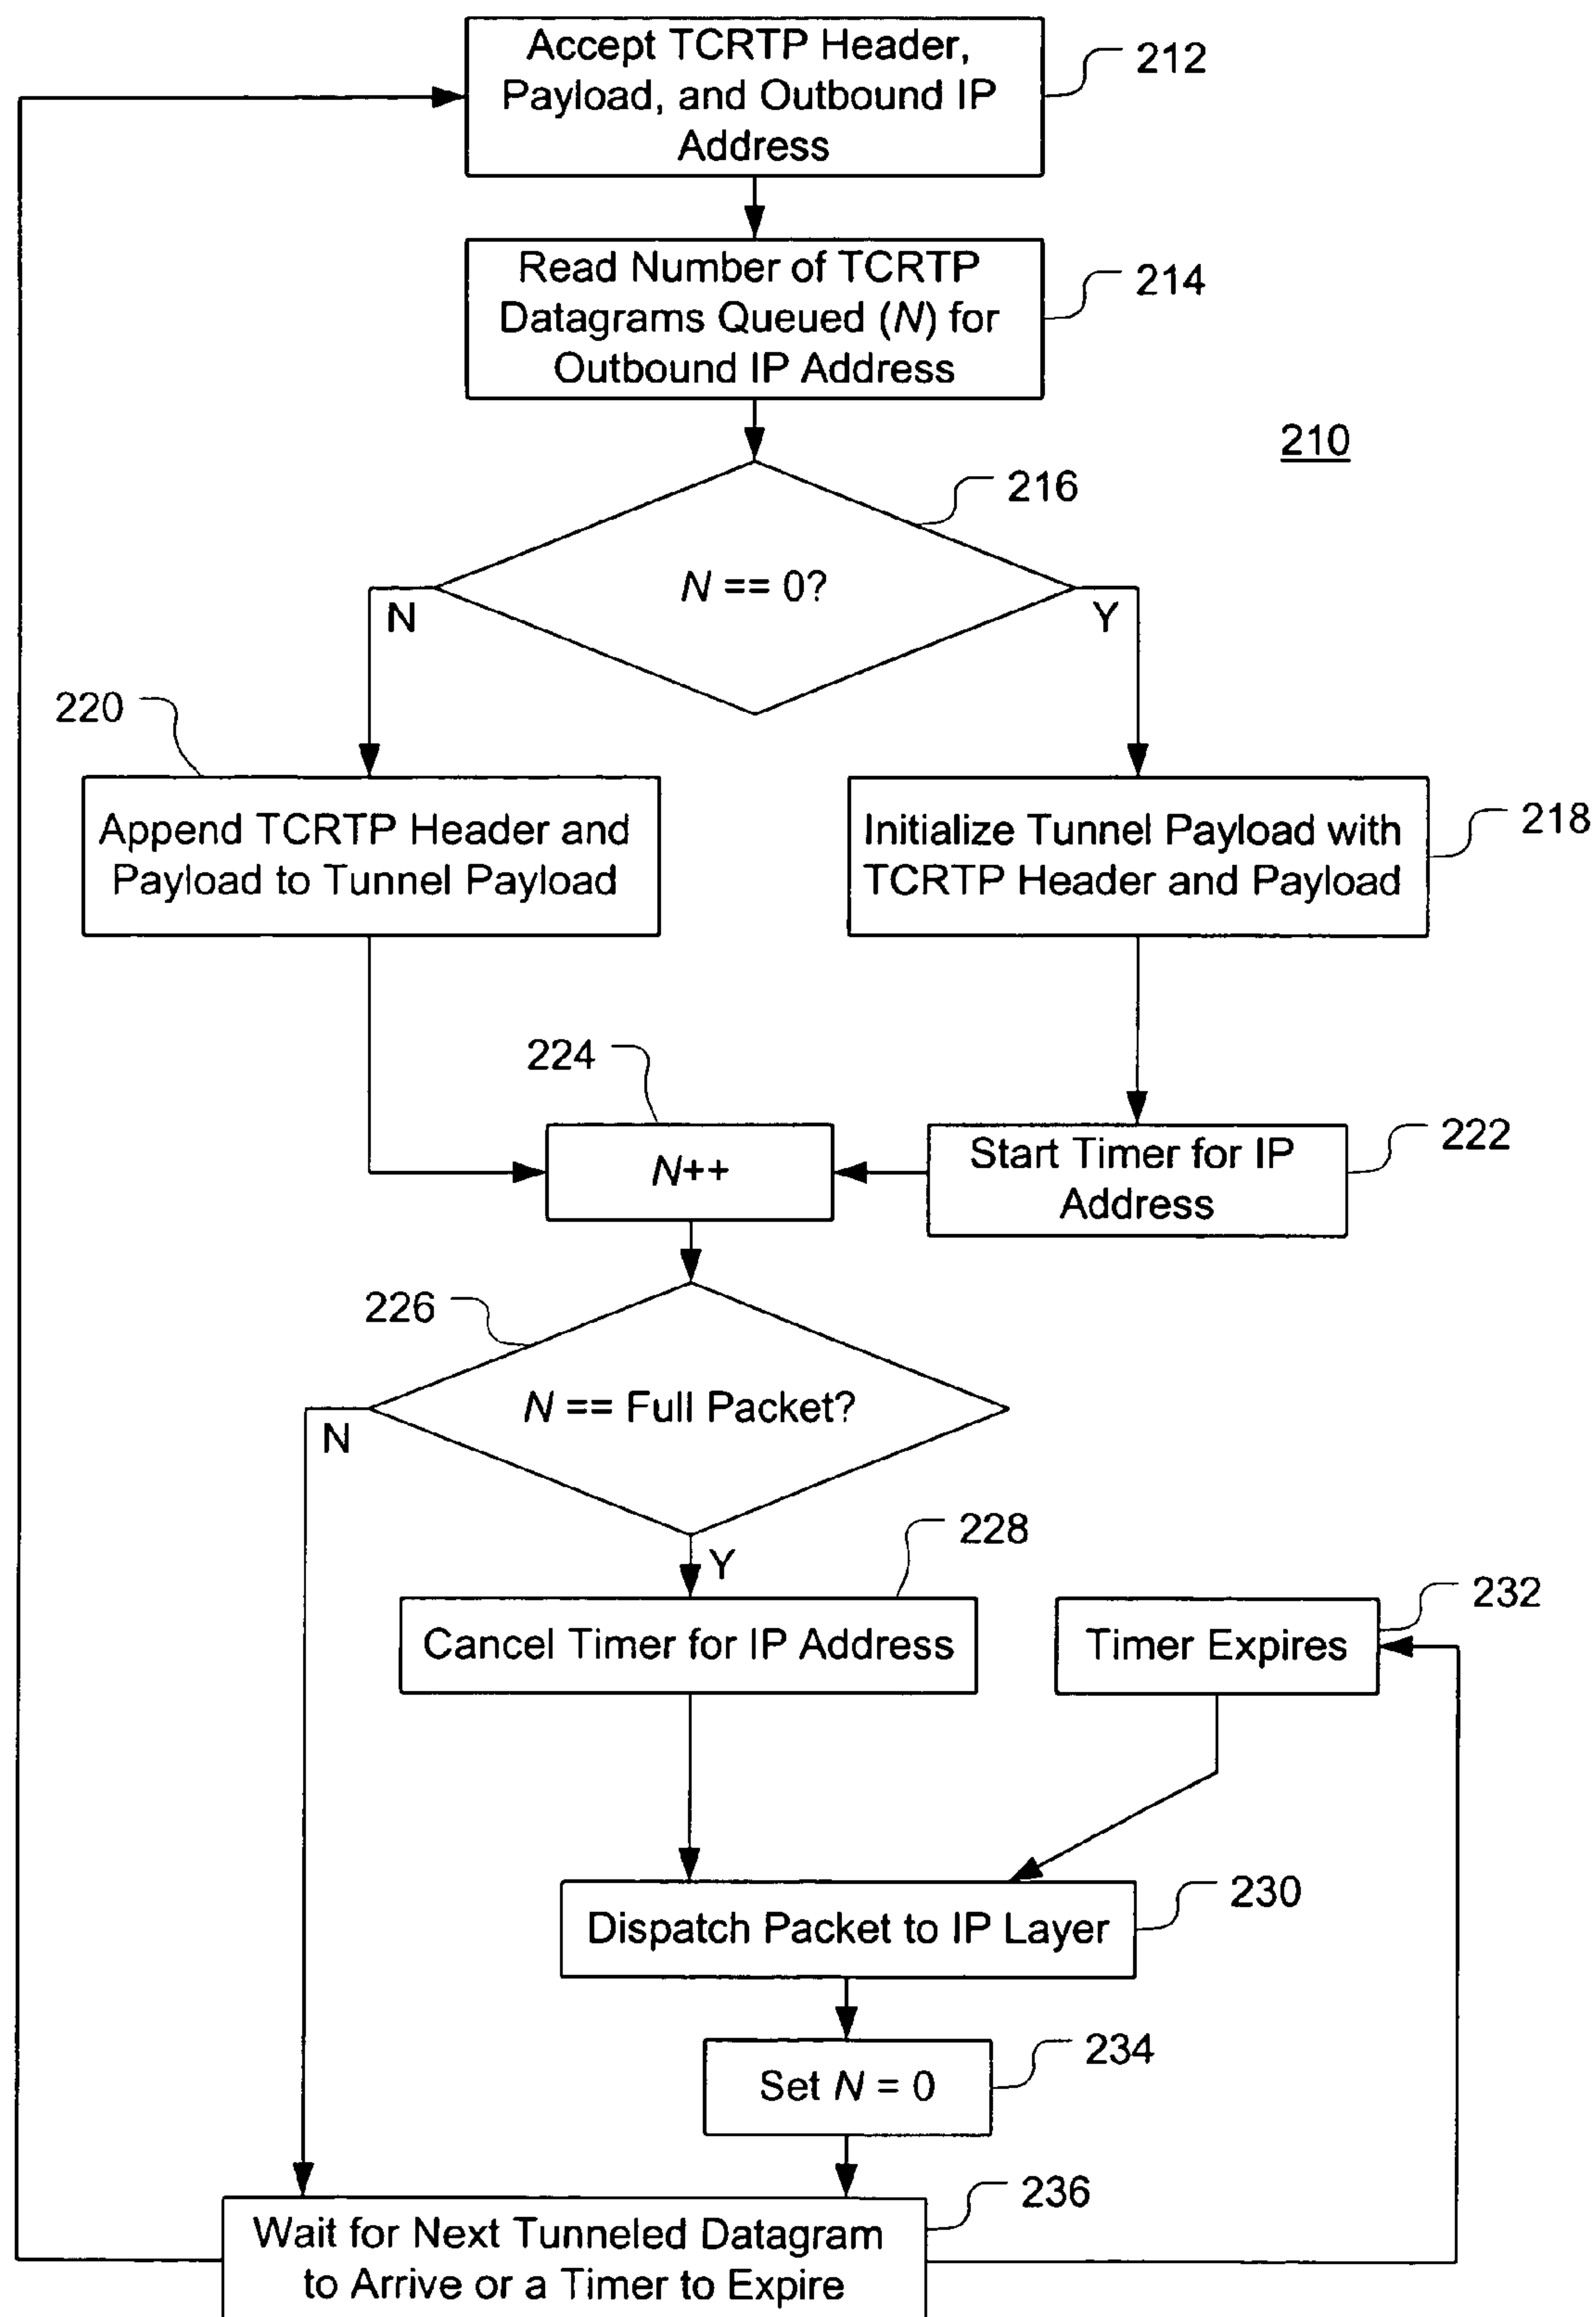 Accept TCRTP Header,
Payload, and Outbound IP
Address
212
Read Number of TCRTP
Datagrams Queued (N) for
Outbound IP Address
214
210
216
N == 0?
N
Y
220
Append TCRTP Header and
Payload to Tunnel Payload
Initialize Tunnel Payload with
TCRTP Header and Payload
218
224
N++
Start Timer for IP
Address
222
226
N == Full Packet?
N
Y
228
Cancel Timer for IP Address
232
Timer Expires
Dispatch Packet to IP Layer
230
Set N = 0
234
236
Wait for Next Tunneled Datagram
to Arrive or a Timer to Expire